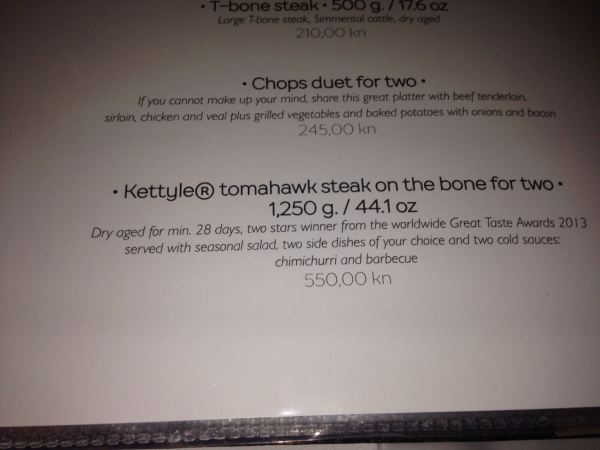 • T-bone steak • 500 g. / 17.6 oz
Large T-bone steak, Simmental cattle, dry aged
210,00 kn
• Chops duet for two •
If you cannot make up your mind, share this great platter with beef tenderloin,
sirloin, chicken and veal plus grilled vegetables and baked potatoes with onions and bacon
245,00 kn
• Kettyle® tomahawk steak on the bone for two •
1,250 g. / 44.1 oz
Dry aged for min. 28 days, two stars winner from the worldwide Great Taste Awards 2013
served with seasonal salad, two side dishes of your choice and two cold sauces:
chimichurri and barbecue
550,00 kn